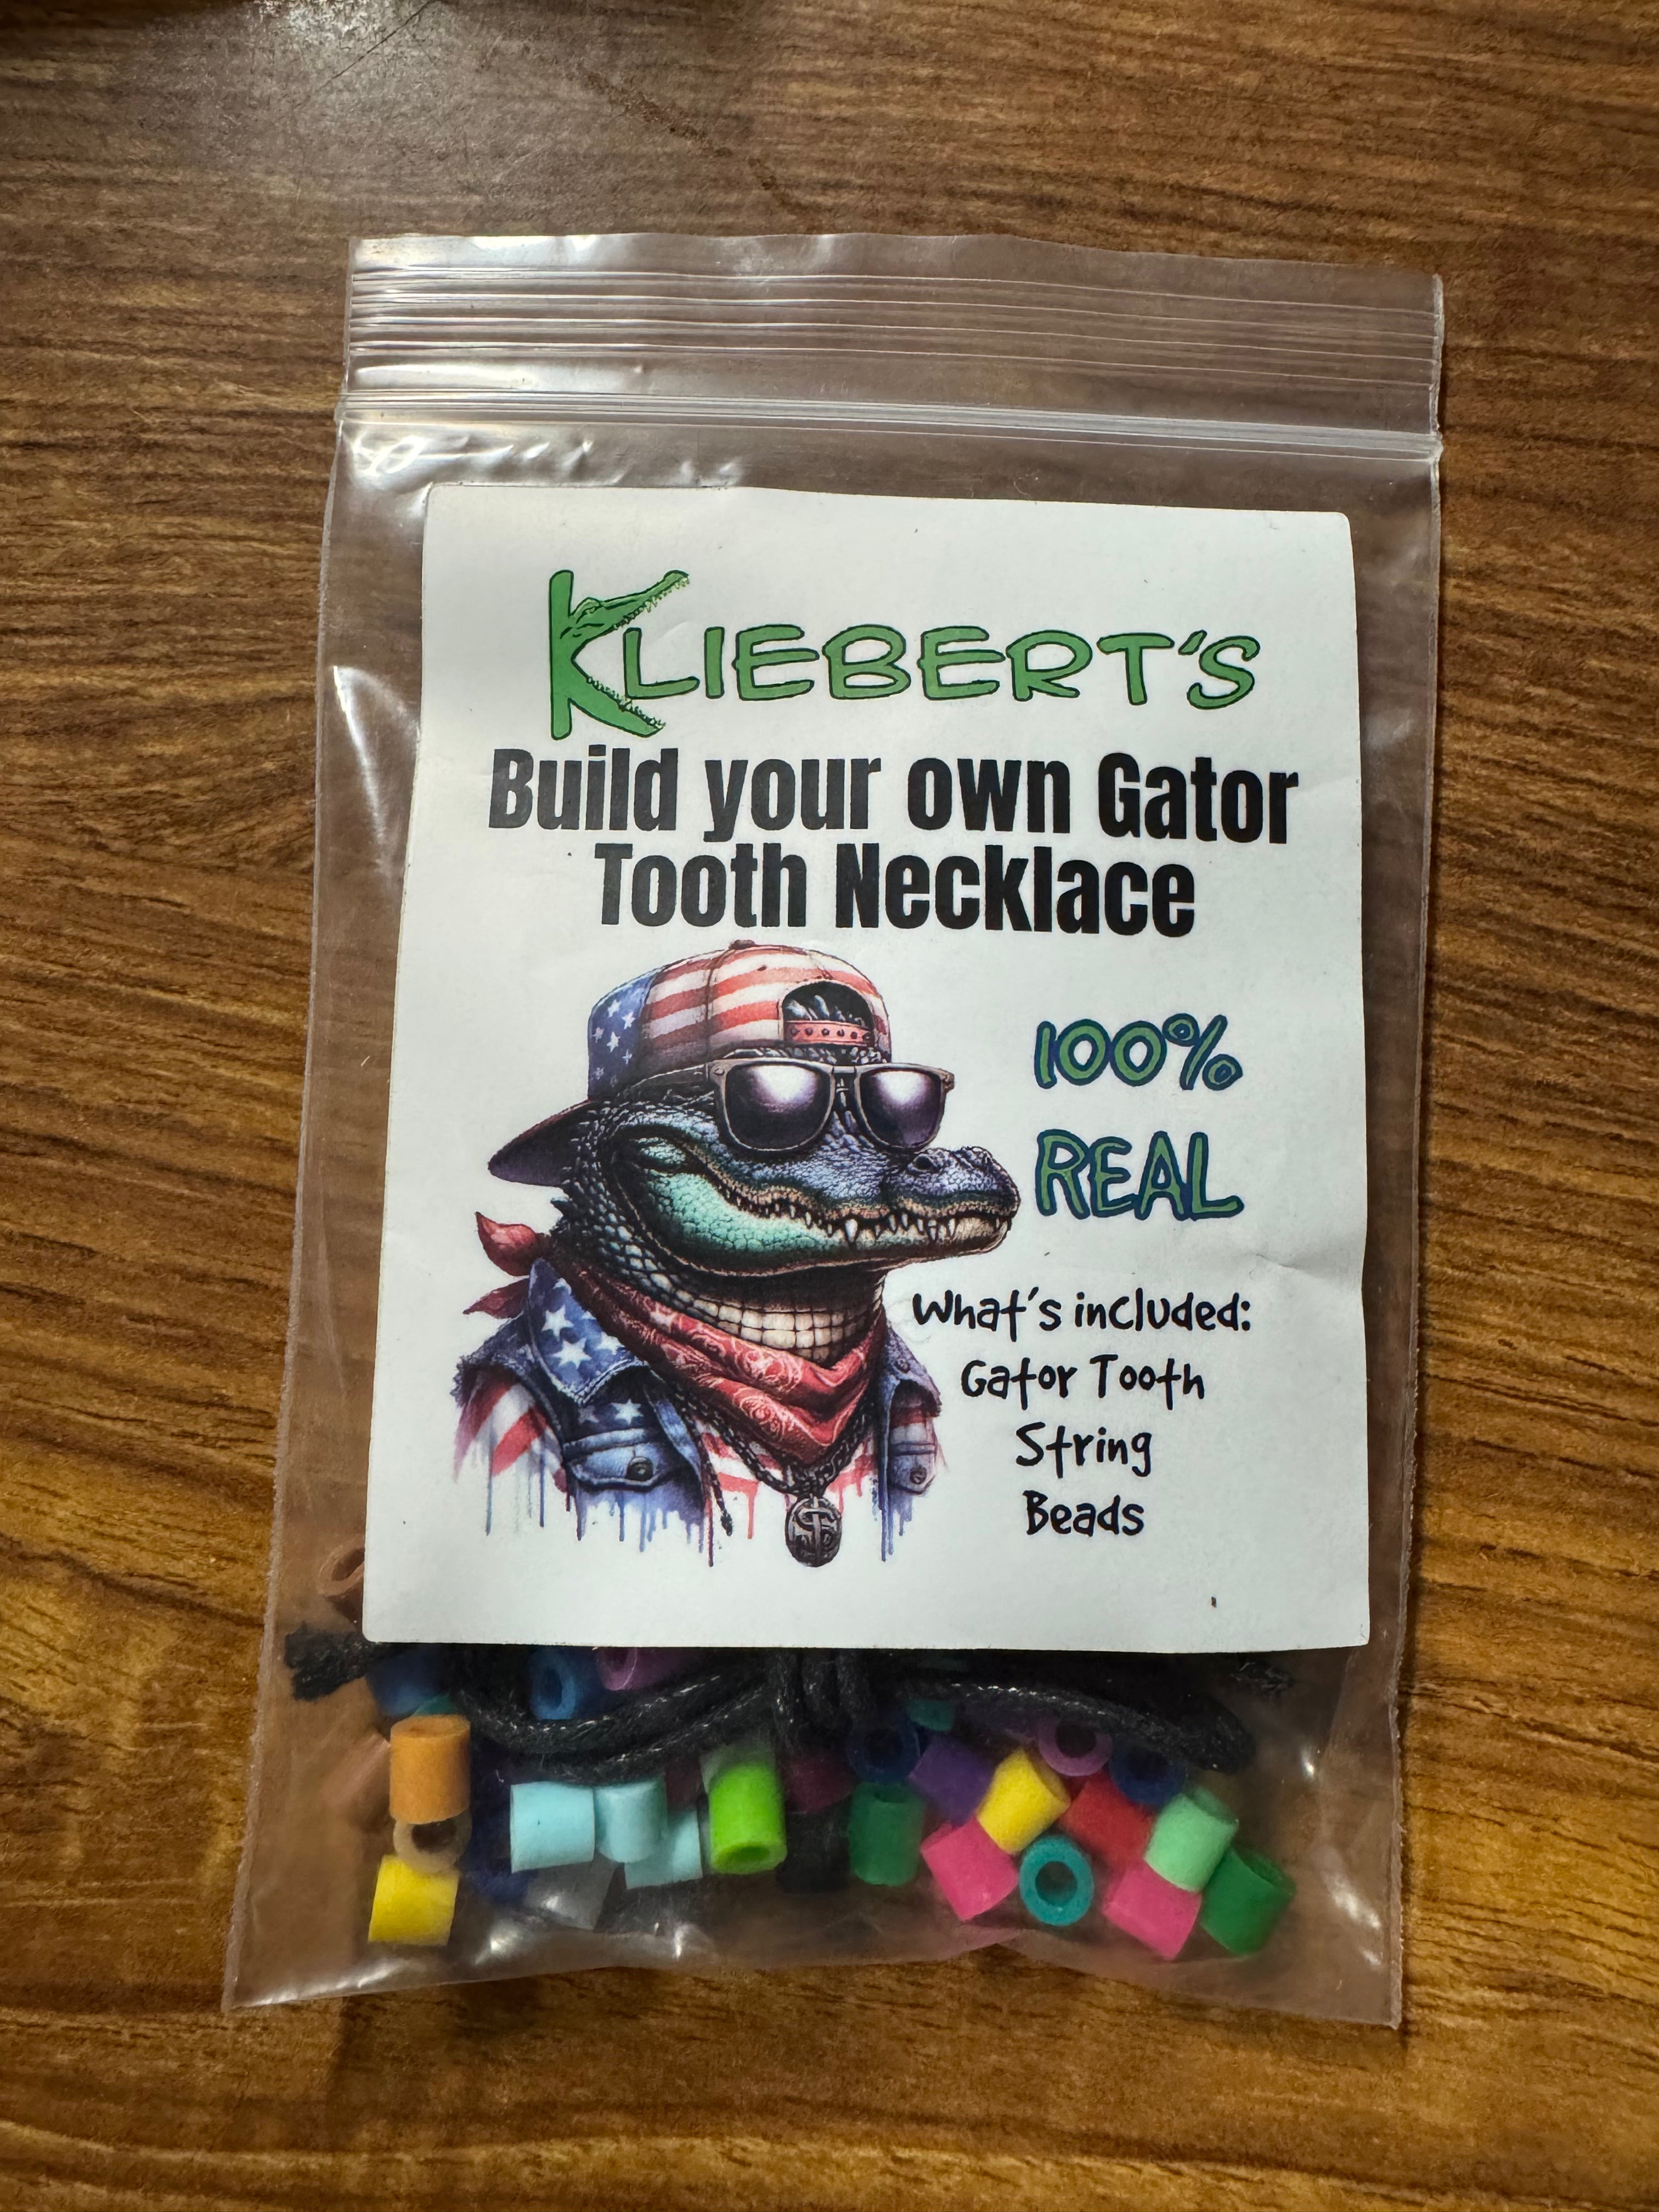 KLIEBERT'S
Build your own Gator
Tooth Necklace
100%
REAL
What's included:
Gator Tooth
String
Beads